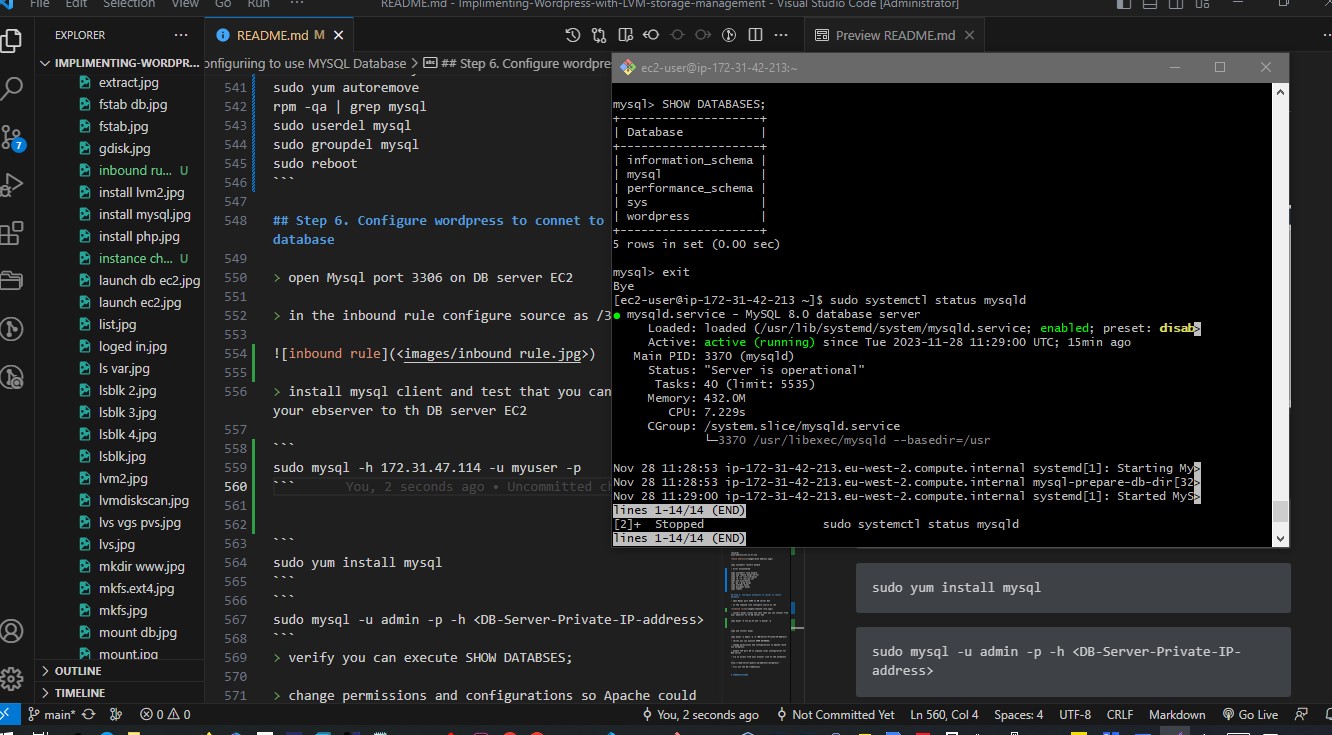 File Edit Selection View Go Run ···
README.md - Implimenting-Wordpress-with-LVM-storage-management - Visual Studio Code [Administrator]
EXPLORER
README.md M
Preview README.md
IMPLIMENTING-WORDPR...
onfiguring to use MYSQL Database > ## Step 6. Configure wordpre
extract.jpg
fstab db.jpg
fstab.jpg
gdisk.jpg
inbound ru... U
install lvm2.jpg
install mysql.jpg
install php.jpg
instance ch... U
launch db ec2.jpg
launch ec2.jpg
list.jpg
loged in.jpg
ls var.jpg
lsblk 2.jpg
lsblk 3.jpg
lsblk 4.jpg
lsblk.jpg
lvm2.jpg
lvmdiskscan.jpg
lvs vgs pvs.jpg
lvs.jpg
mkdir www.jpg
mkfs.ext4.jpg
mkfs.jpg
mount db.jpg
mount.jpg
OUTLINE
TIMELINE
7
541 sudo yum autoremove
542 rpm -qa | grep mysql
543 sudo userdel mysql
544 sudo groupdel mysql
545 sudo reboot
546 ```
547
548 ## Step 6. Configure wordpress to connet to
database
549
550 > open Mysql port 3306 on DB server EC2
551
552 > in the inbound rule configure source as /3
553
554 ![inbound rule](<images/inbound rule.jpg>)
555
556 > install mysql client and test that you can
your ebserver to th DB server EC2
557
558 ```
559 sudo mysql -h 172.31.47.114 -u myuser -p
560 ``` You, 2 seconds ago • Uncommitted ch
561
562
563 ```
564 sudo yum install mysql
565 ```
566 ```
567 sudo mysql -u admin -p -h <DB-Server-Private-IP-address>
568 ```
569 > verify you can execute SHOW DATABSES;
570
571 > change permissions and configurations so Apache could
ec2-user@ip-172-31-42-213:~
mysql> SHOW DATABASES;
+--------------------+
| Database |
+--------------------+
| information_schema |
| mysql |
| performance_schema |
| sys |
| wordpress |
+--------------------+
5 rows in set (0.00 sec)
mysql> exit
Bye
[ec2-user@ip-172-31-42-213 ~]$ sudo systemctl status mysqld
● mysqld.service - MySQL 8.0 database server
Loaded: loaded (/usr/lib/systemd/system/mysqld.service; enabled; preset: disab>
Active: active (running) since Tue 2023-11-28 11:29:00 UTC; 15min ago
Main PID: 3370 (mysqld)
Status: "Server is operational"
Tasks: 40 (limit: 5535)
Memory: 432.0M
CPU: 7.229s
CGroup: /system.slice/mysqld.service
└─3370 /usr/libexec/mysqld --basedir=/usr
Nov 28 11:28:53 ip-172-31-42-213.eu-west-2.compute.internal systemd[1]: Starting My>
Nov 28 11:28:53 ip-172-31-42-213.eu-west-2.compute.internal mysql-prepare-db-dir[32>
Nov 28 11:29:00 ip-172-31-42-213.eu-west-2.compute.internal systemd[1]: Started MyS>
lines 1-14/14 (END)
[2]+ Stopped sudo systemctl status mysqld
lines 1-14/14 (END)
sudo yum install mysql
sudo mysql -u admin -p -h <DB-Server-Private-IP-
address>
main* 0 0 You, 2 seconds ago Not Committed Yet Ln 560, Col 4 Spaces: 4 UTF-8 CRLF Markdown Go Live